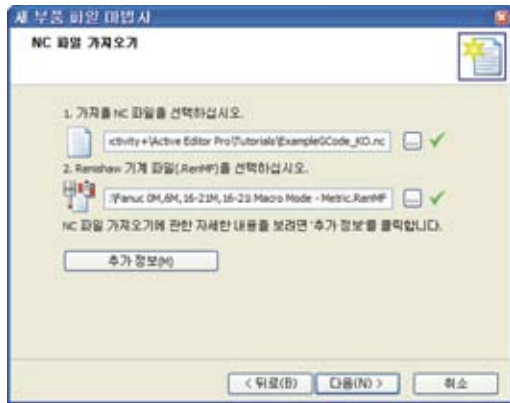 새 부품 파일 마법사
NC 파일 가져오기
1. 가져올 NC 파일을 선택하십시오.
:ctivity+\Active Editor Pro\Tutorials\ExampleGCode_KO.nc
...
2. Renishaw 기계 파일(.RenMF)을 선택하십시오.
:\Fanuc 0M,6M,16-21M,16-21i Macro Mode - Metric.RenMF
...
NC 파일 가져오기에 관한 자세한 내용을 보려면 '추가 정보'를 클릭합니다.
추가 정보(M)
< 뒤로(B)
다음(N) >
취소